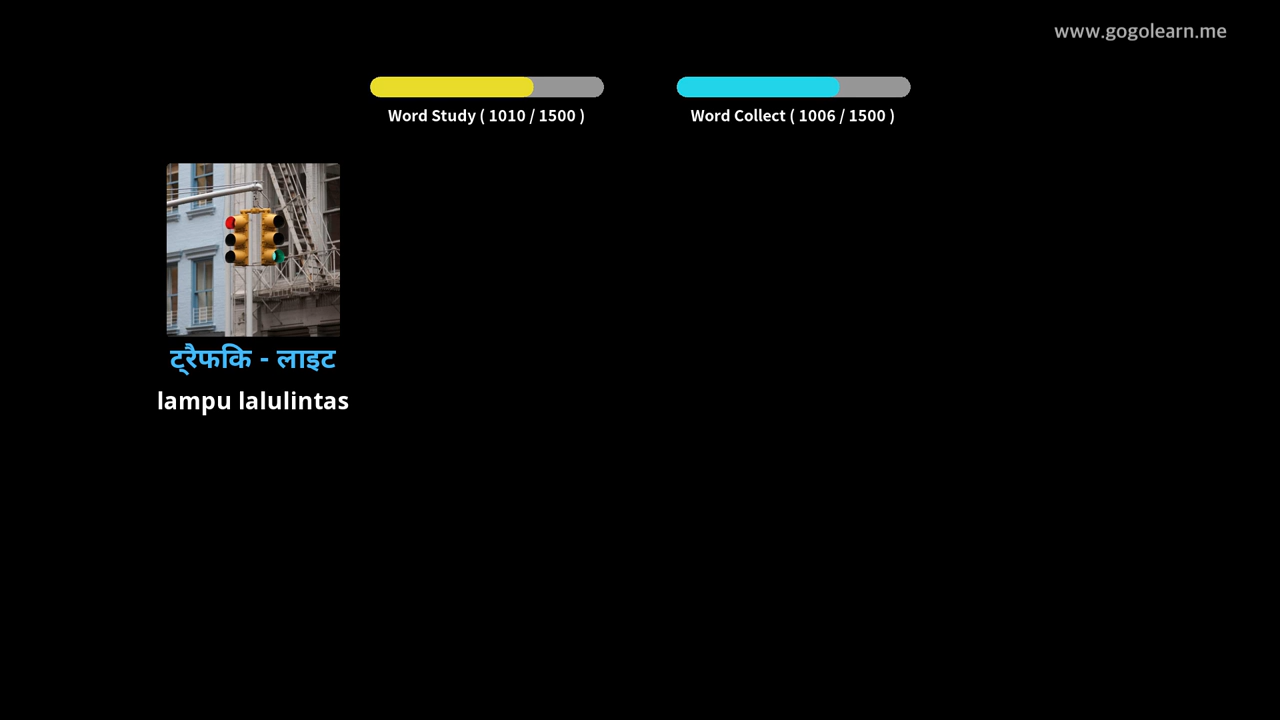 www.gogolearn.me
Word Study ( 1010 / 1500 )
Word Collect ( 1006 / 1500 )
ट्रैफकि - लाइट
lampu lalulintas